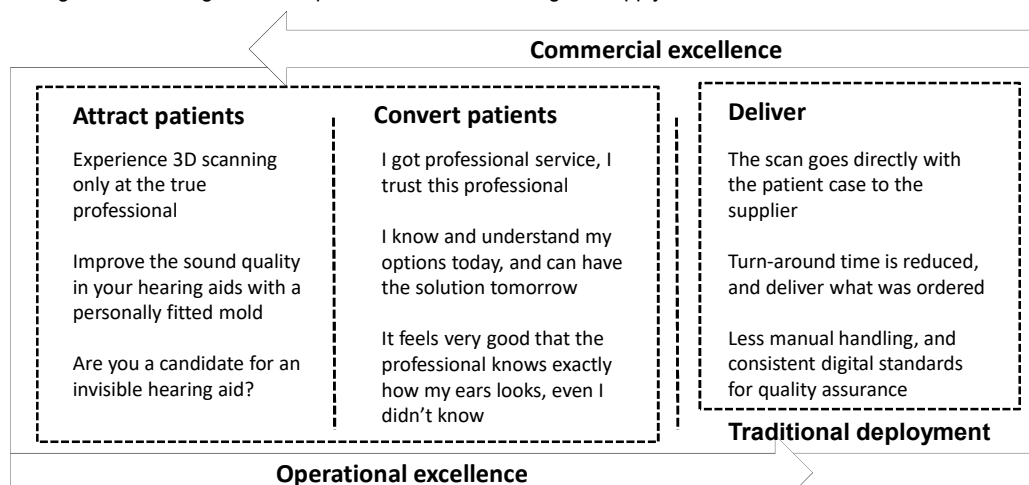 Commercial excellence
Attract patients
Experience 3D scanning
only at the true
professional
Improve the sound quality
in your hearing aids with a
personally fitted mold
Are you a candidate for an
invisible hearing aid?
Convert patients
I got professional service, I
trust this professional
I know and understand my
options today, and can have
the solution tomorrow
It feels very good that the
professional knows exactly
how my ears looks, even I
didn't know
Deliver
The scan goes directly with
the patient case to the
supplier
Turn-around time is reduced,
and deliver what was ordered
Less manual handling, and
consistent digital standards
for quality assurance
Traditional deployment
Operational excellence